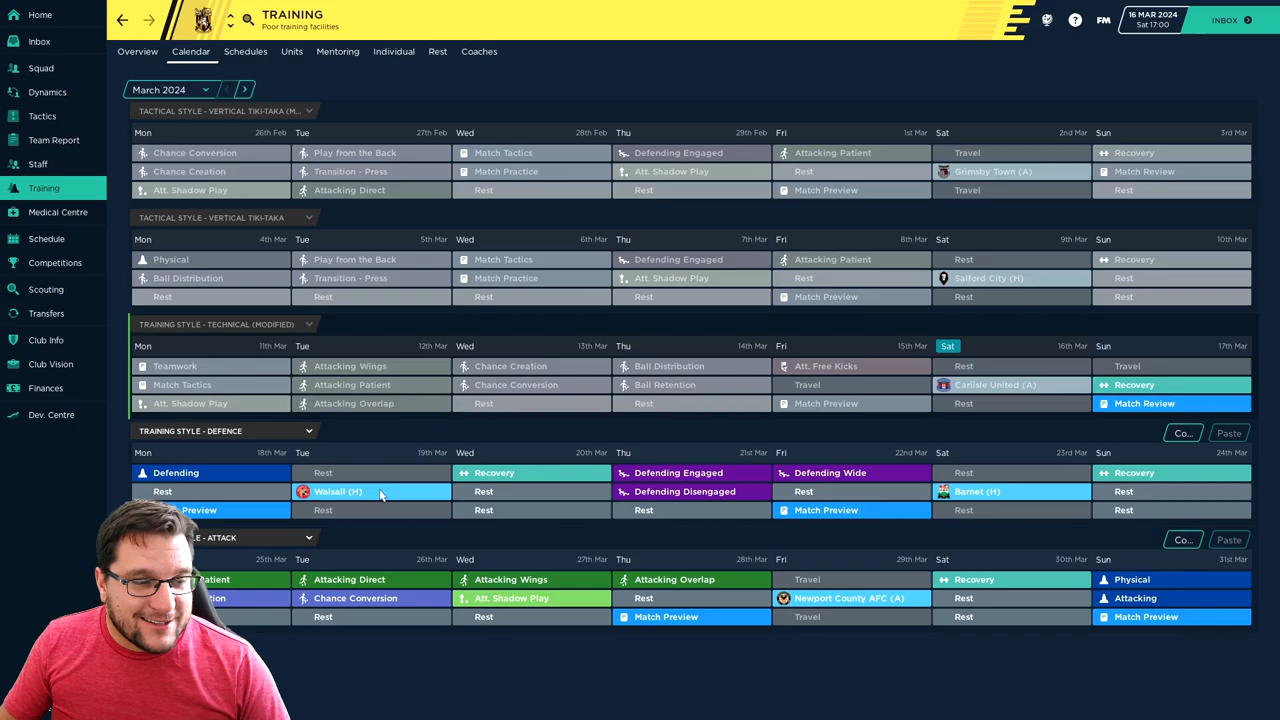 Home
TRAINING
Poor training facilities
FM
16 MAR 2024
Sat 17:00
INBOX
Inbox
Overview Calendar Schedules Units Mentoring Individual Rest Coaches
Squad
Dynamics
Tactics
Team Report
Staff
Training
Medical Centre
Schedule
Competitions
Scouting
Transfers
Club Info
Club Vision
Finances
Dev. Centre
March 2024
TACTICAL STYLE - VERTICAL TIKI-TAKA (M...
Mon 26th Feb Tue 27th Feb Wed 28th Feb Thu 29th Feb Fri 1st Mar Sat 2nd Mar Sun 3rd Mar
Chance Conversion Play from the Back Match Tactics Defending Engaged Attacking Patient Travel Recovery
Chance Creation Transition - Press Match Practice Att. Shadow Play Rest Grimsby Town (A) Match Review
Att. Shadow Play Attacking Direct Rest Rest Match Preview Travel Rest
TACTICAL STYLE - VERTICAL TIKI-TAKA
Mon 4th Mar Tue 5th Mar Wed 6th Mar Thu 7th Mar Fri 8th Mar Sat 9th Mar Sun 10th Mar
Physical Play from the Back Match Tactics Defending Engaged Attacking Patient Rest Recovery
Ball Distribution Transition - Press Match Practice Att. Shadow Play Rest Salford City (H) Rest
Rest Rest Rest Rest Match Preview Rest Rest
TRAINING STYLE - TECHNICAL (MODIFIED)
Mon 11th Mar Tue 12th Mar Wed 13th Mar Thu 14th Mar Fri 15th Mar Sat 16th Mar Sun 17th Mar
Teamwork Attacking Wings Chance Creation Ball Distribution Att. Free Kicks Rest Travel
Match Tactics Attacking Patient Chance Conversion Ball Retention Travel Carlisle United (A) Recovery
Att. Shadow Play Attacking Overlap Rest Rest Match Preview Rest Match Review
TRAINING STYLE - DEFENCE Co... Paste
Mon 18th Mar Tue 19th Mar Wed 20th Mar Thu 21st Mar Fri 22nd Mar Sat 23rd Mar Sun 24th Mar
Defending Rest Recovery Defending Engaged Defending Wide Rest Recovery
Rest Walsall (H) Rest Defending Disengaged Rest Barnet (H) Rest
Preview Rest Rest Rest Match Preview Rest Rest
LE - ATTACK Co... Paste
25th Mar Tue 26th Mar Wed 27th Mar Thu 28th Mar Fri 29th Mar Sat 30th Mar Sun 31st Mar
Patient Attacking Direct Attacking Wings Attacking Overlap Travel Recovery Physical
tion Chance Conversion Att. Shadow Play Rest Newport County AFC (A) Rest Attacking
Rest Rest Match Preview Travel Rest Match Preview